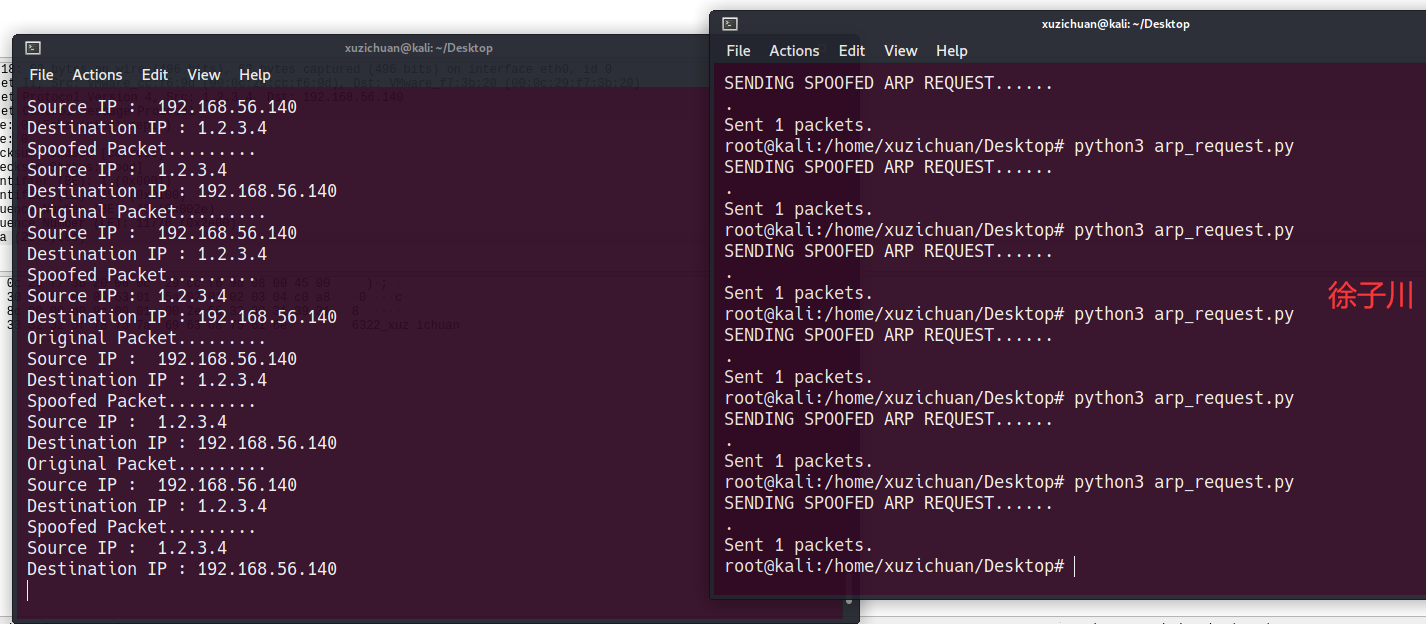 xuzichuan@kali: ~/Desktop
File Actions Edit View Help
Source IP :  192.168.56.140
Destination IP : 1.2.3.4
Spoofed Packet.........
Source IP :  1.2.3.4
Destination IP : 192.168.56.140
Original Packet.........
Source IP :  192.168.56.140
Destination IP : 1.2.3.4
Spoofed Packet.........
Source IP :  1.2.3.4
Destination IP : 192.168.56.140
Original Packet.........
Source IP :  192.168.56.140
Destination IP : 1.2.3.4
Spoofed Packet.........
Source IP :  1.2.3.4
Destination IP : 192.168.56.140
Original Packet.........
Source IP :  192.168.56.140
Destination IP : 1.2.3.4
Spoofed Packet.........
Source IP :  1.2.3.4
Destination IP : 192.168.56.140
xuzichuan@kali: ~/Desktop
File Actions Edit View Help
SENDING SPOOFED ARP REQUEST......
.
Sent 1 packets.
root@kali:/home/xuzichuan/Desktop# python3 arp_request.py
SENDING SPOOFED ARP REQUEST......
.
Sent 1 packets.
root@kali:/home/xuzichuan/Desktop# python3 arp_request.py
SENDING SPOOFED ARP REQUEST......
.
Sent 1 packets.
root@kali:/home/xuzichuan/Desktop# python3 arp_request.py
SENDING SPOOFED ARP REQUEST......
.
Sent 1 packets.
root@kali:/home/xuzichuan/Desktop# python3 arp_request.py
SENDING SPOOFED ARP REQUEST......
.
Sent 1 packets.
root@kali:/home/xuzichuan/Desktop# python3 arp_request.py
SENDING SPOOFED ARP REQUEST......
.
Sent 1 packets.
root@kali:/home/xuzichuan/Desktop#
徐子川